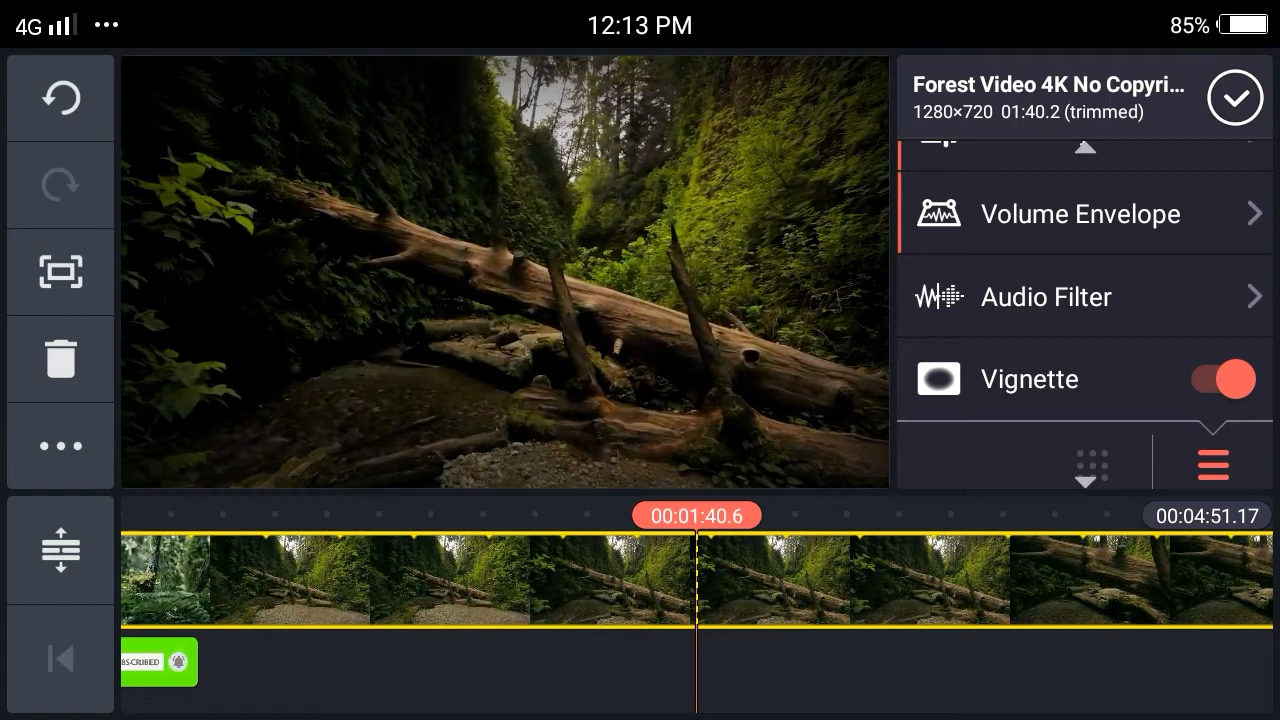 4G
12:13 PM
85%
Forest Video 4K No Copyri...
1280×720 01:40.2 (trimmed)
Volume Envelope
Audio Filter
Vignette
00:01:40.6
00:04:51.17
BSCRIBED